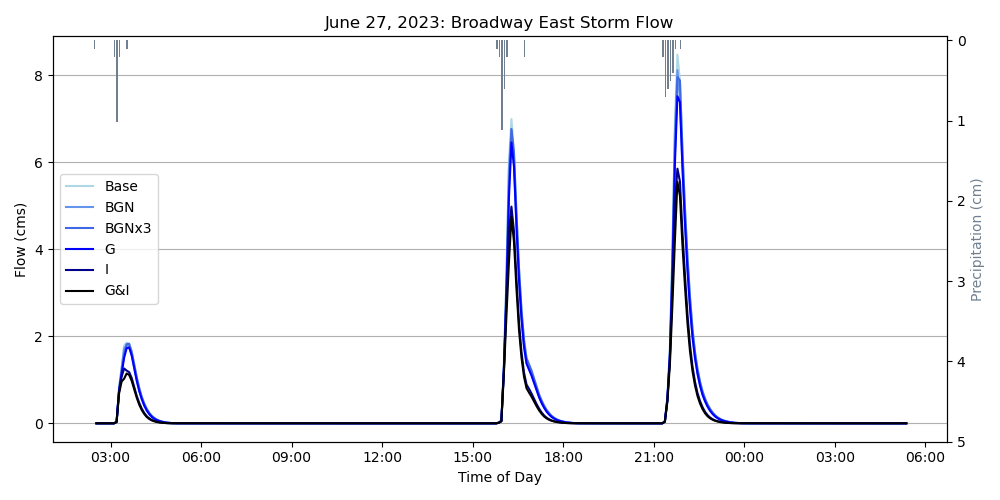 June 27, 2023: Broadway East Storm Flow
Flow (cms)
8
6
4
2
0
Base
BGN
BGNx3
G
I
G&I
0
1
2
3
4
5
Precipitation (cm)
03:00 06:00 09:00 12:00 15:00 18:00 21:00 00:00 03:00 06:00
Time of Day